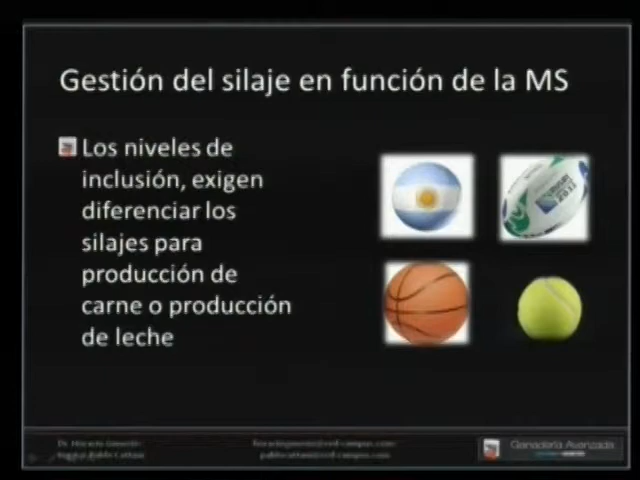 Gestión del silaje en función de la MS
Los niveles de
inclusión, exigen
diferenciar los
silajes para
producción de
carne o producción
de leche
Ganadería Avanzada